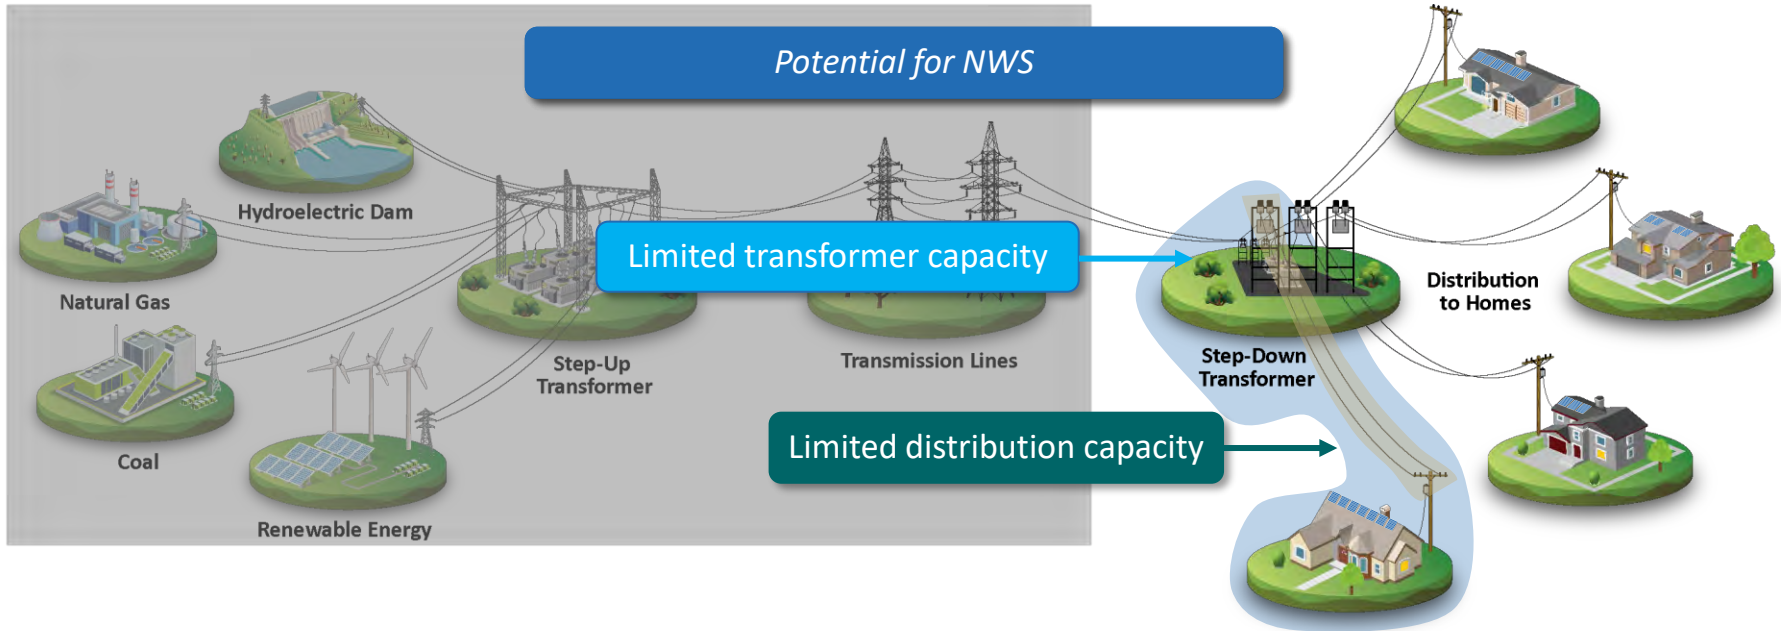 Potential for NWS
Hydroelectric Dam
Natural Gas
Limited transformer capacity
Distribution
to Homes
Step-Up
Transformer
Transmission Lines
Step-Down
Transformer
Coal
Limited distribution capacity
Renewable Energy